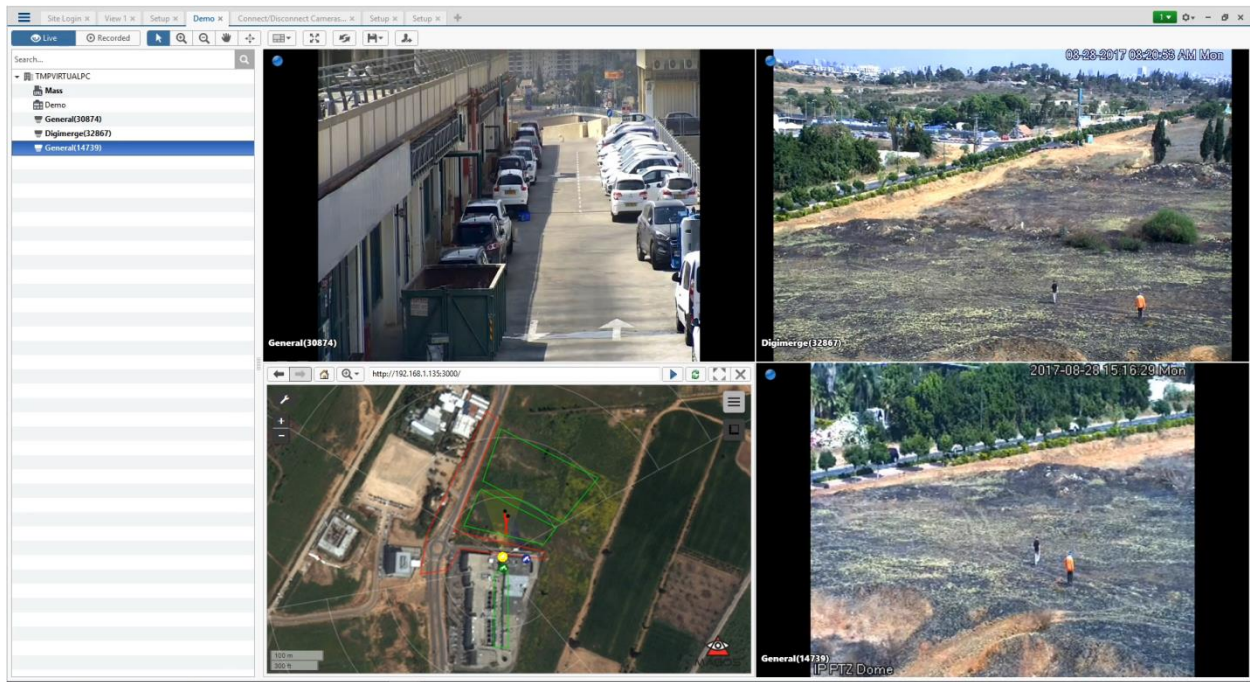 Site Login × View 1 × Setup × Demo × Connect/Disconnect Cameras... × Setup × Setup × +
1
Live Recorded
Search...
TMPVIRTUALPC
Mass
Demo
General(30874)
Digimerge(32867)
General(14739)
General(30874)
08-28-2017 08:20:53 AM Mon
Digimerge(32867)
http://192.168.1.135:3000/
+
−
100 m
300 ft
MAGOS
2017-08-28 15:16:29 Mon
General(14739)
IP PTZ Dome